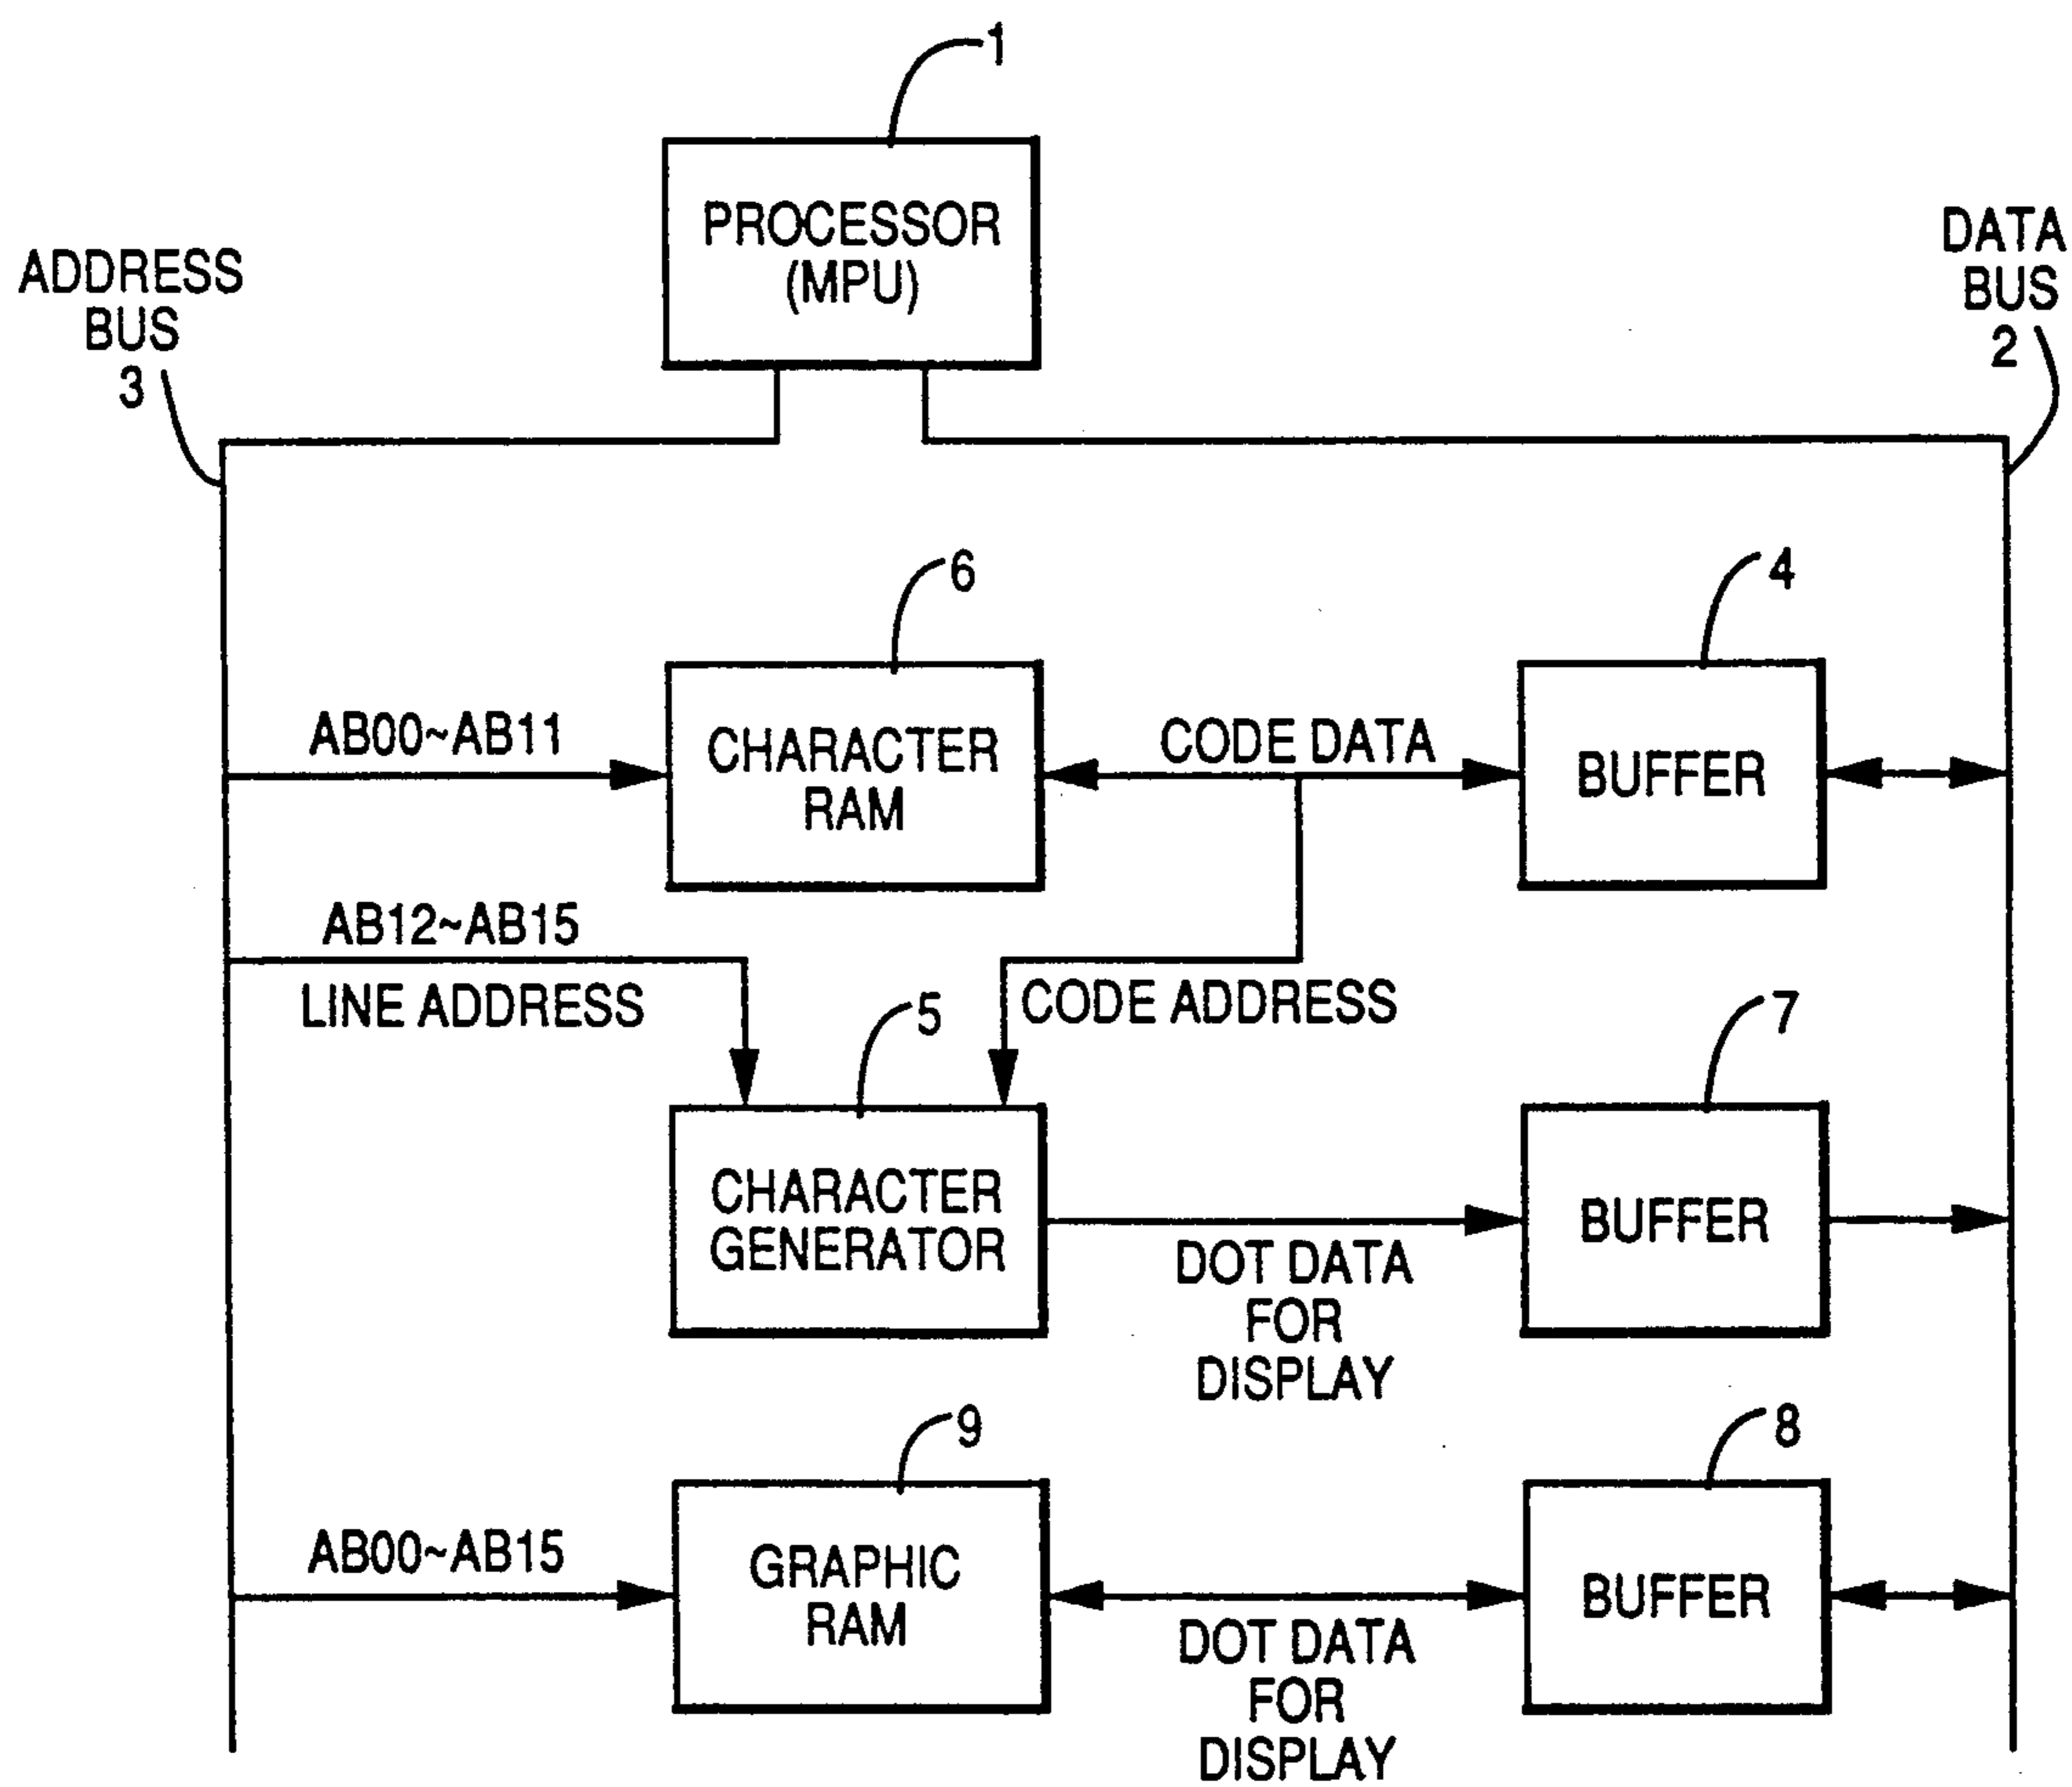 1
PROCESSOR
(MPU)
ADDRESS
BUS
3
DATA
BUS
2
6
4
AB00~AB11
CHARACTER
RAM
CODE DATA
BUFFER
AB12~AB15
LINE ADDRESS
CODE ADDRESS
5
7
CHARACTER
GENERATOR
DOT DATA
FOR
DISPLAY
BUFFER
9
8
AB00~AB15
GRAPHIC
RAM
DOT DATA
FOR
DISPLAY
BUFFER